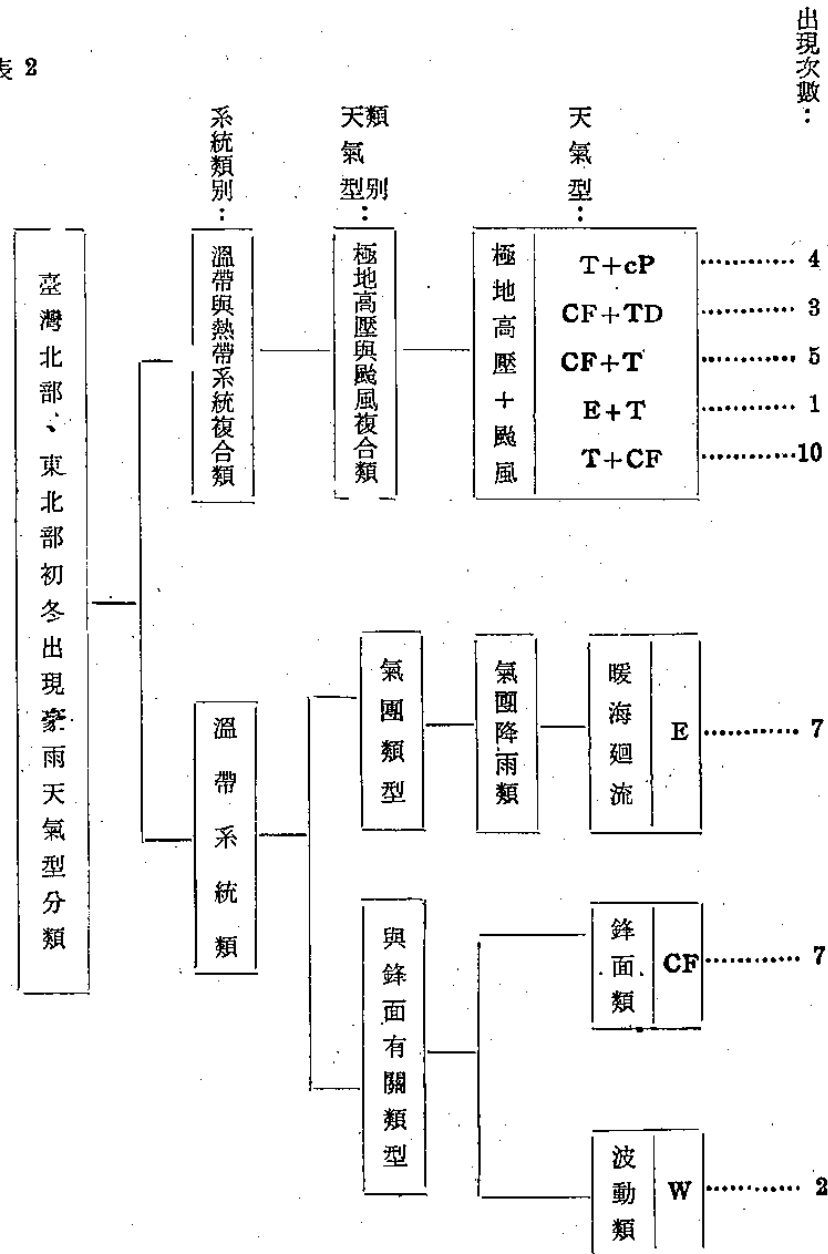 出現次數:
表 2
系統類別:
天氣型類別:
天氣型:
臺灣北部、東北部初冬出現豪雨天氣型分類
溫帶與熱帶系統複合類
極地高壓與颱風複合類
極地高壓+颱風
T+cP ………… 4
CF+TD ………… 3
CF+T ………… 5
E+T ………… 1
T+CF ………… 10
溫帶系統類
氣團類型
氣團降雨類
暖海迴流
E ………… 7
與鋒面有關類型
鋒面類
CF ………… 7
波動類
W ………… 2